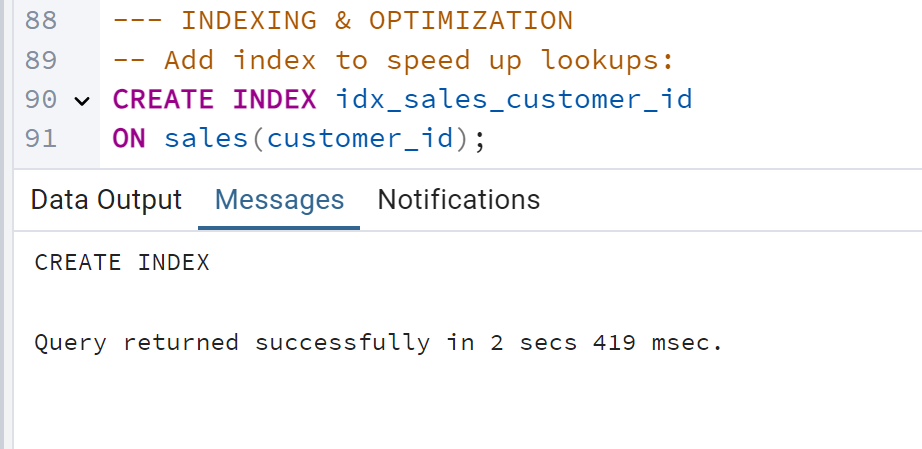 88 --- INDEXING & OPTIMIZATION
89 -- Add index to speed up lookups:
90 CREATE INDEX idx_sales_customer_id
91 ON sales(customer_id);
Data Output Messages Notifications
CREATE INDEX
Query returned successfully in 2 secs 419 msec.